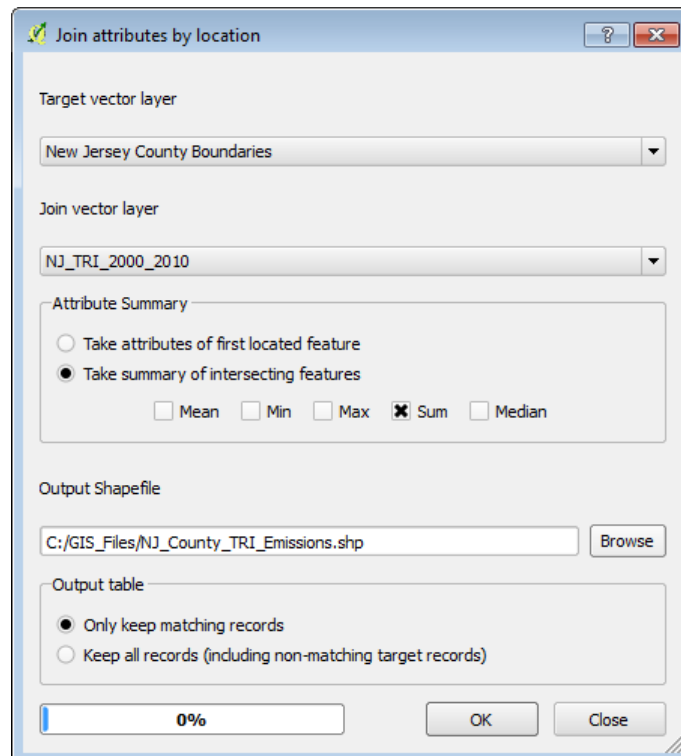 Join attributes by location
Target vector layer
New Jersey County Boundaries
Join vector layer
NJ_TRI_2000_2010
Attribute Summary
Take attributes of first located feature
Take summary of intersecting features
Mean Min Max Sum Median
Output Shapefile
C:/GIS_Files/NJ_County_TRI_Emissions.shp Browse
Output table
Only keep matching records
Keep all records (including non-matching target records)
0% OK Close